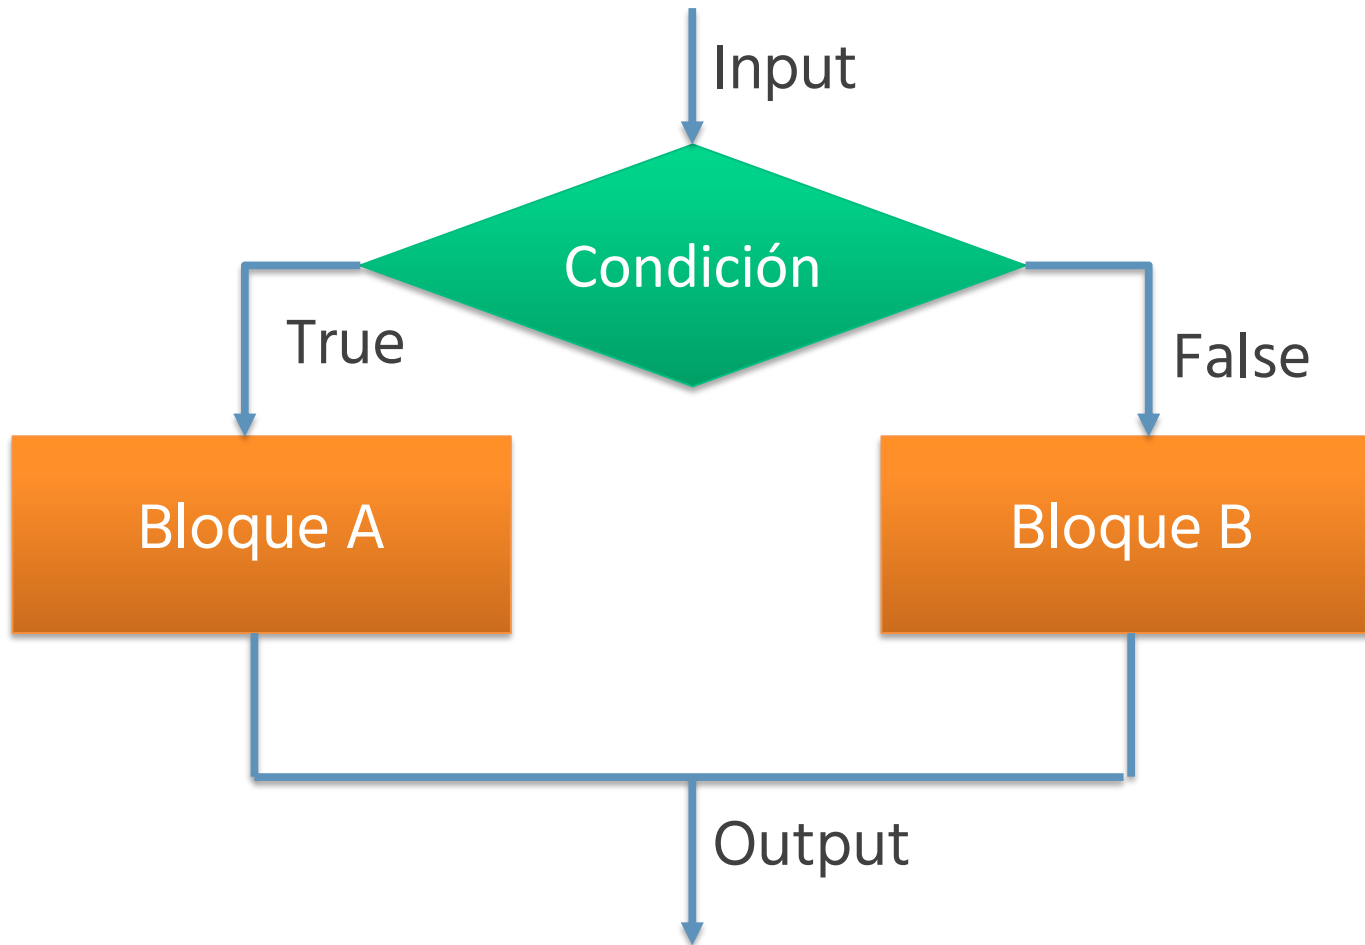 Input
Condición
True
False
Bloque A
Bloque B
Output